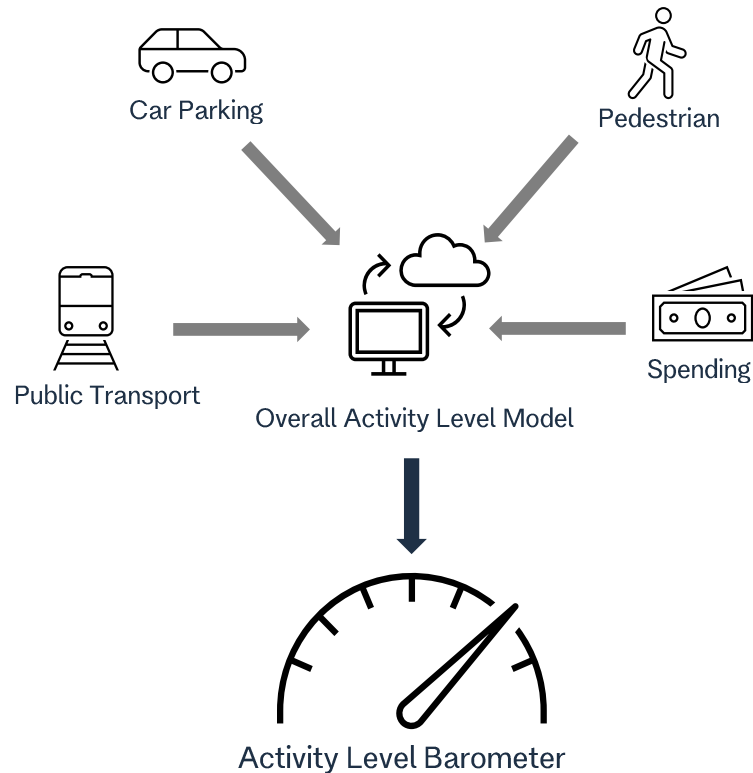 Car Parking
Pedestrian
Public Transport
Spending
Overall Activity Level Model
Activity Level Barometer